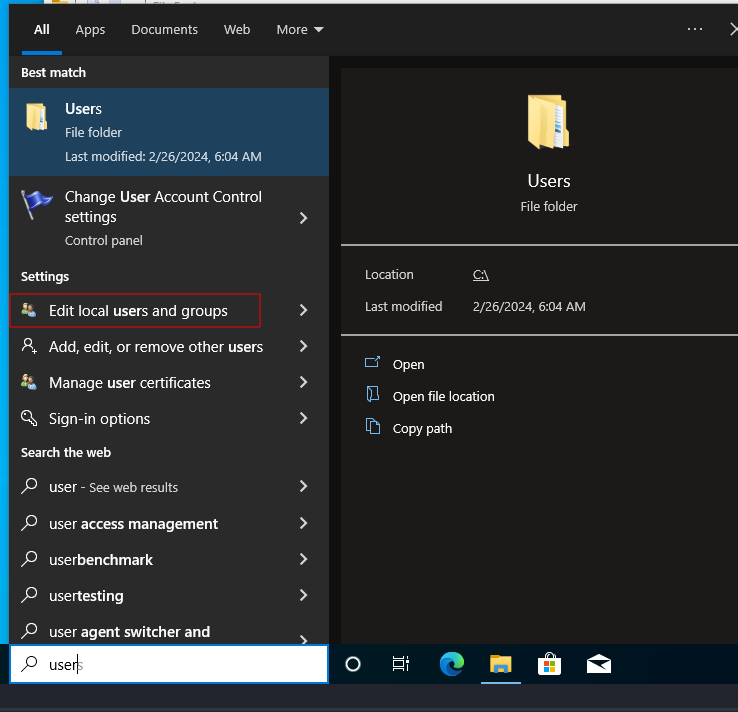 All Apps Documents Web More
Best match
Users
File folder
Last modified: 2/26/2024, 6:04 AM
Change User Account Control
settings
Control panel
Settings
Edit local users and groups
Add, edit, or remove other users
Manage user certificates
Sign-in options
Search the web
user - See web results
user access management
userbenchmark
usertesting
user agent switcher and
users
Users
File folder
Location C:\
Last modified 2/26/2024, 6:04 AM
Open
Open file location
Copy path